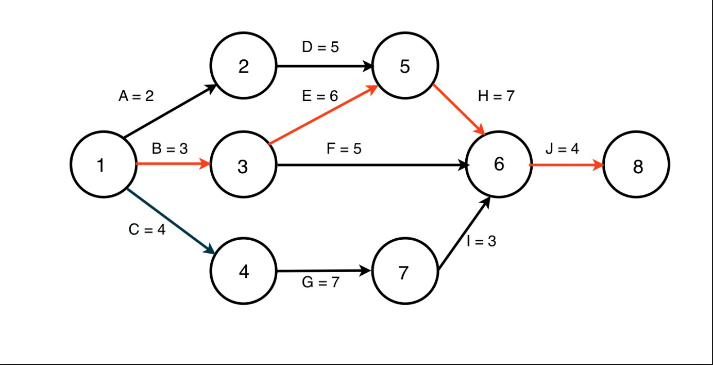 D = 5
2
5
A = 2
E = 6
H = 7
1
B = 3
3
F = 5
6
J = 4
8
C = 4
I = 3
4
G = 7
7